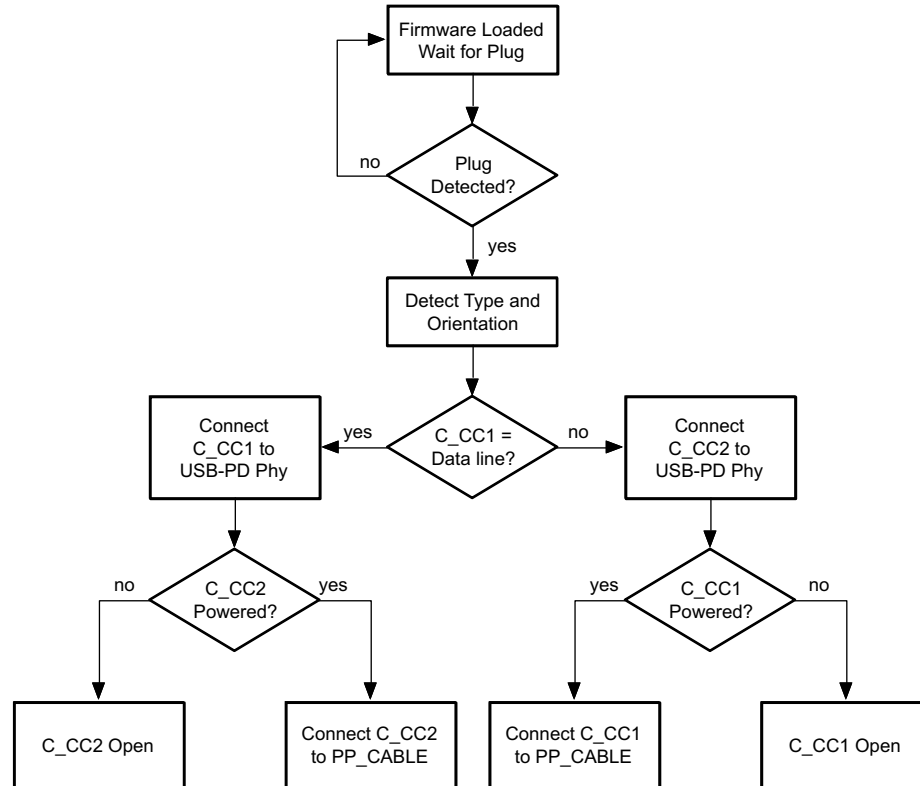 Firmware Loaded
Wait for Plug
no
Plug
Detected?
yes
Detect Type and
Orientation
Connect
C_CC1 to
USB-PD Phy
yes
C_CC1 =
Data line?
no
Connect
C_CC2 to
USB-PD Phy
no
C_CC2
Powered?
yes
yes
C_CC1
Powered?
no
C_CC2 Open
Connect C_CC2
to PP_CABLE
Connect C_CC1
to PP_CABLE
C_CC1 Open